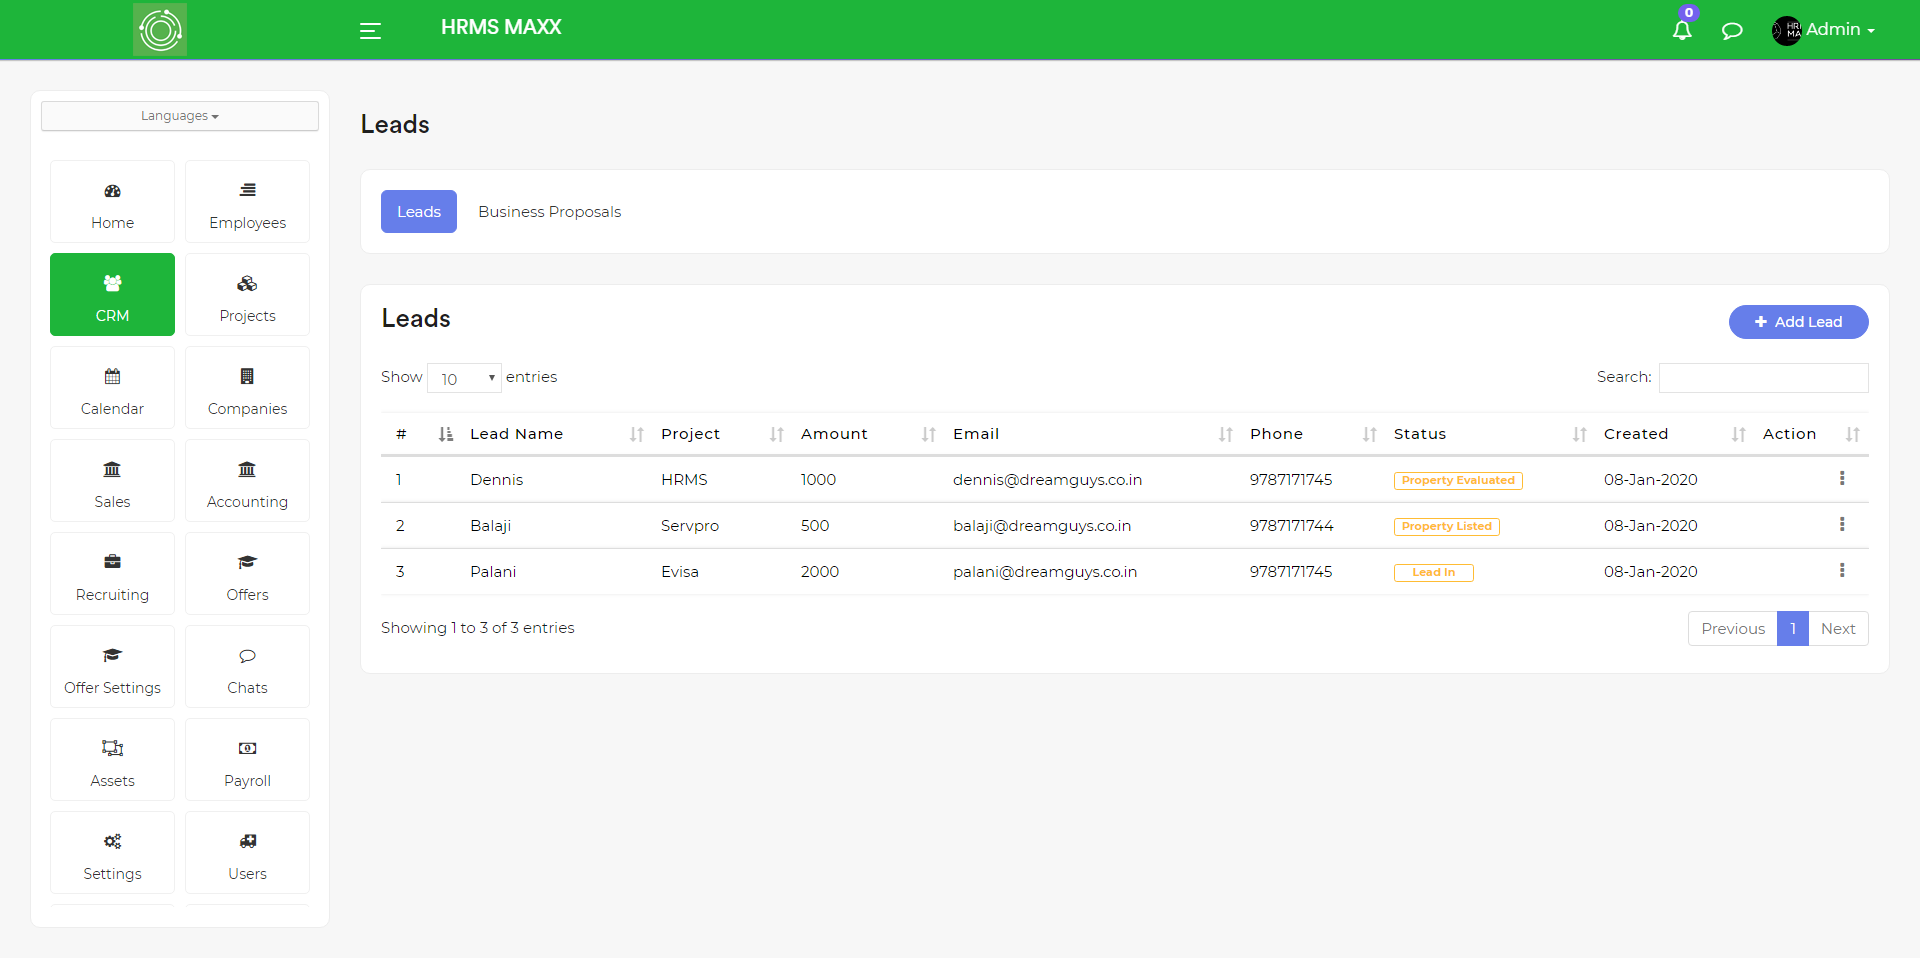 HRMS MAXX
0
HR
MA
Admin
Languages
Home
Employees
CRM
Projects
Calendar
Companies
Sales
Accounting
Recruiting
Offers
Offer Settings
Chats
Assets
Payroll
Settings
Users
Leads
Leads Business Proposals
Leads
+ Add Lead
Show 10 entries
Search:
# Lead Name Project Amount Email Phone Status Created Action
1 Dennis HRMS 1000 dennis@dreamguys.co.in 9787171745 Property Evaluated 08-Jan-2020
2 Balaji Servpro 500 balaji@dreamguys.co.in 9787171744 Property Listed 08-Jan-2020
3 Palani Evisa 2000 palani@dreamguys.co.in 9787171745 Lead In 08-Jan-2020
Showing 1 to 3 of 3 entries
Previous 1 Next